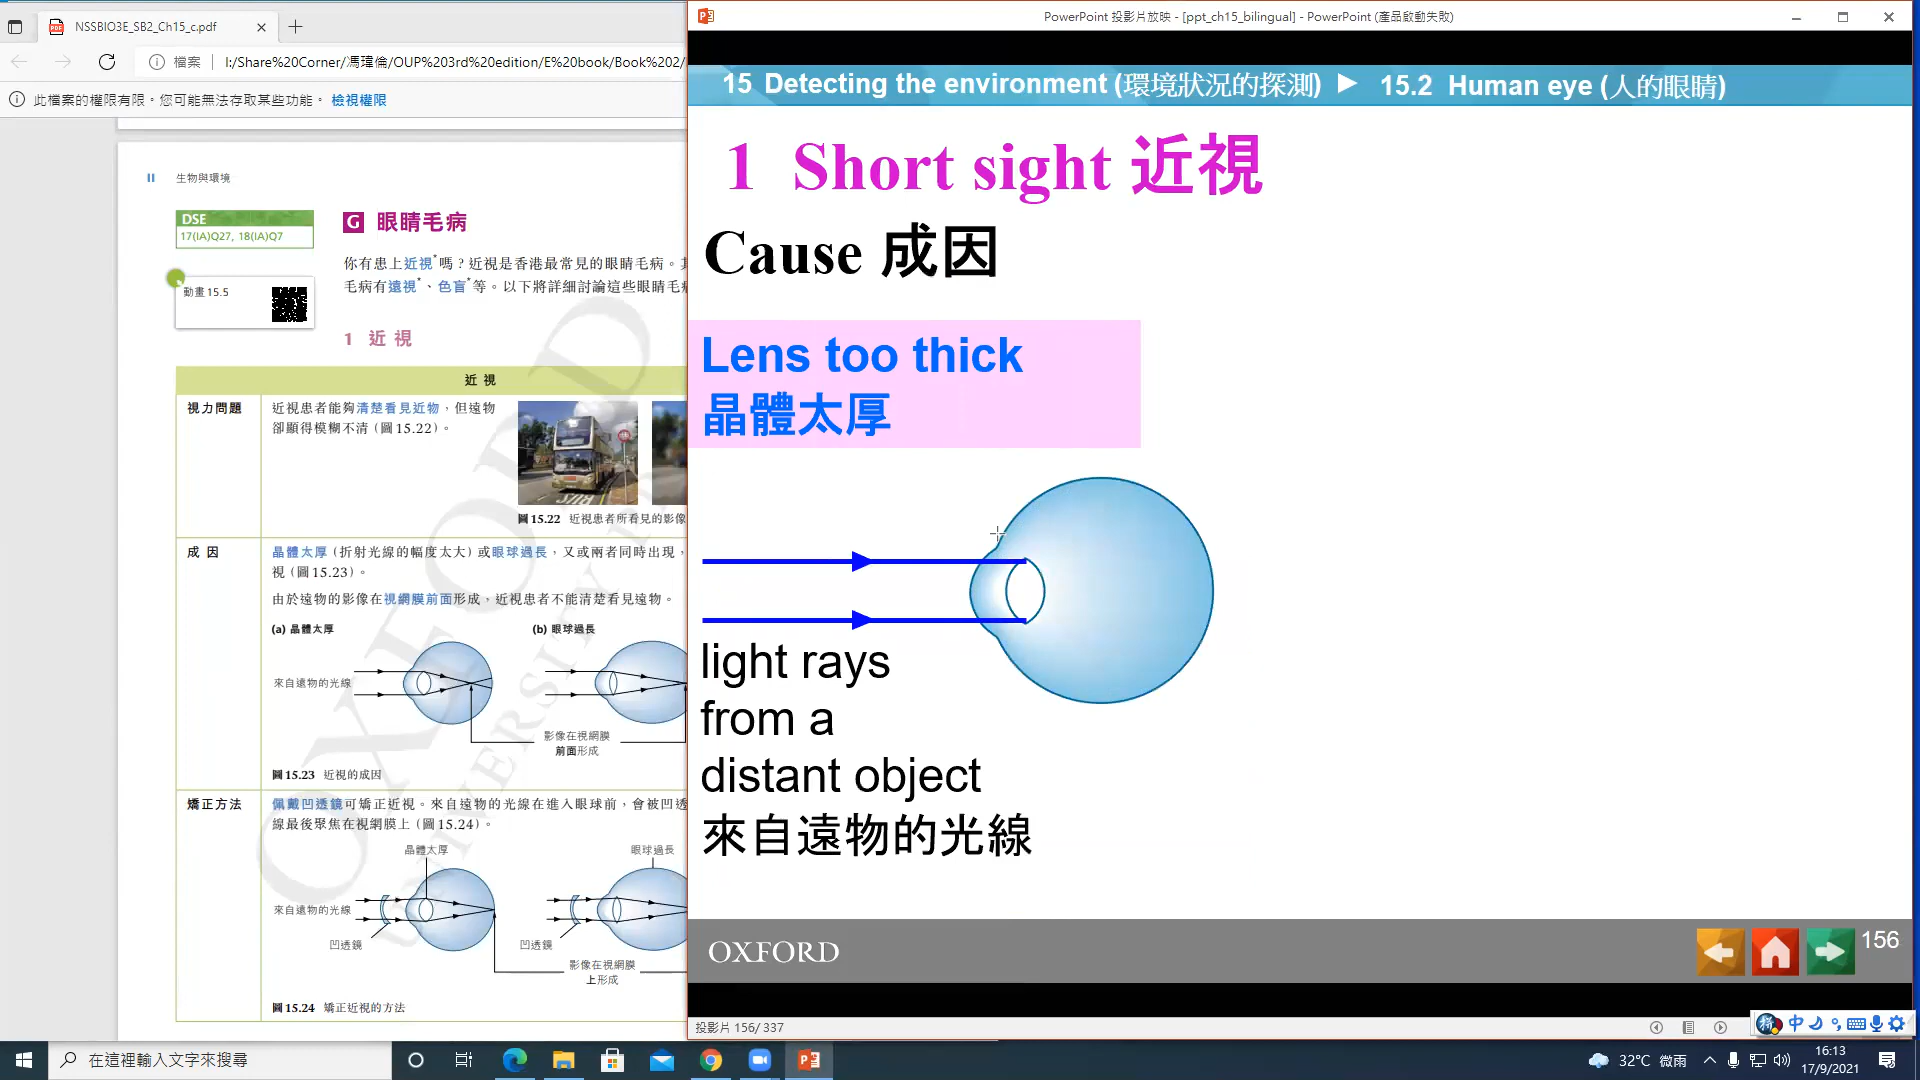 NSSBIO3E_SB2_Ch15_c.pdf
檔案
I:/Share%20Corner/馮瑋倫/OUP%203rd%20edition/E%20book/Book%202/
此檔案的權限有限。您可能無法存取某些功能。 檢視權限
II 生物與環境
DSE
17(IA)Q27, 18(IA)Q7
動畫 15.5
G 眼睛毛病
你有患上近視*嗎？近視是香港最常見的眼睛毛病。其
毛病有遠視*、色盲*等。以下將詳細討論這些眼睛毛病
1 近視
近視
視力問題
近視患者能夠清楚看見近物，但遠物
卻顯得模糊不清（圖 15.22）。
圖 15.22 近視患者所看見的影像
成因
晶體太厚（折射光線的幅度太大）或眼球過長，又或兩者同時出現，
視（圖 15.23）。
由於遠物的影像在視網膜前面形成，近視患者不能清楚看見遠物。
(a) 晶體太厚
(b) 眼球過長
來自遠物的光線
影像在視網膜
前面形成
圖 15.23 近視的成因
矯正方法
佩戴凹透鏡可矯正近視。來自遠物的光線在進入眼球前，會被凹透
線最後聚焦在視網膜上（圖 15.24）。
晶體太厚
眼球過長
來自遠物的光線
凹透鏡
凹透鏡
影像在視網膜
上形成
圖 15.24 矯正近視的方法
OXFORD
UNIVERSITY
PowerPoint 投影片放映 - [ppt_ch15_bilingual] - PowerPoint (產品啟動失敗)
15 Detecting the environment (環境狀況的探測) ► 15.2 Human eye (人的眼睛)
1 Short sight 近視
Cause 成因
Lens too thick
晶體太厚
light rays
from a
distant object
來自遠物的光線
OXFORD
156
投影片 156/ 337
中
在這裡輸入文字來搜尋
32°C 微雨
16:13
17/9/2021